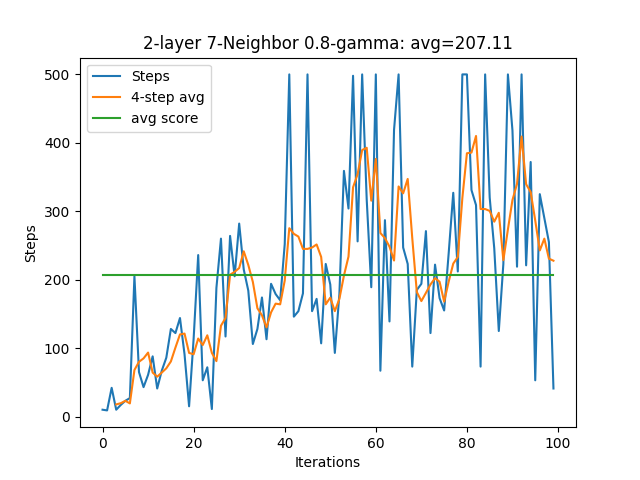 2-layer 7-Neighbor 0.8-gamma: avg=207.11
Steps
4-step avg
avg score
Steps
500
400
300
200
100
0
0 20 40 60 80 100
Iterations